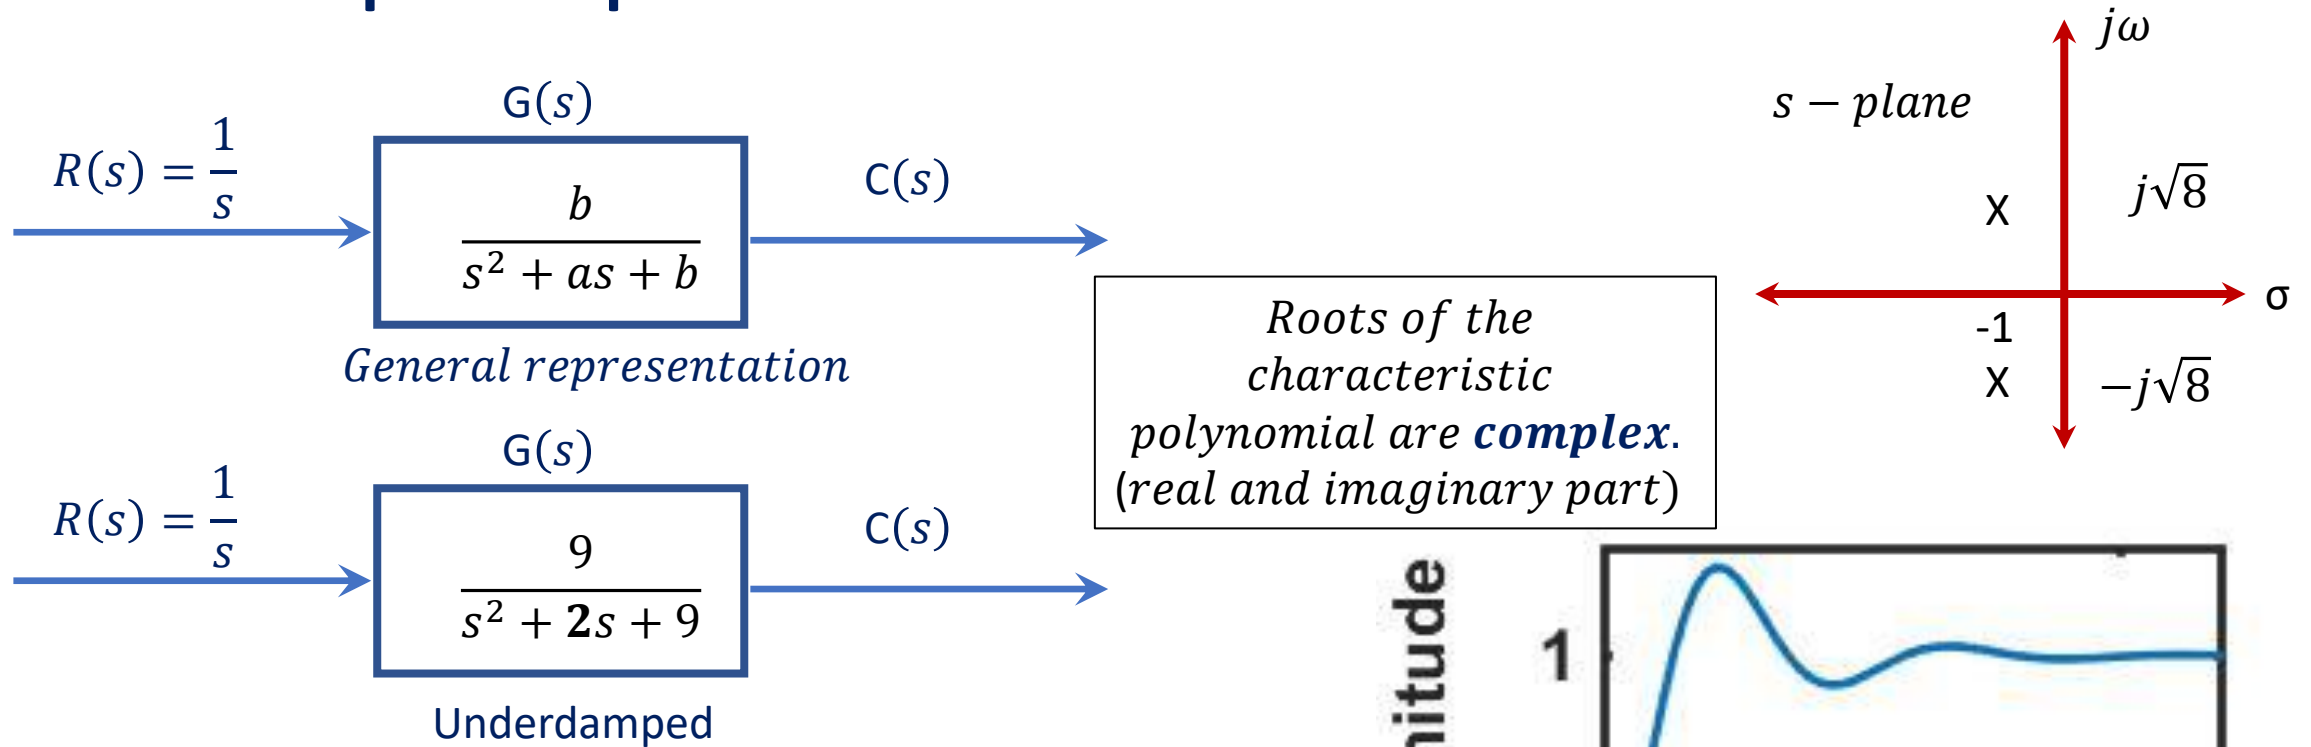 G(s)
R(s) = 1/s
b/(s² + as + b)
C(s)
General representation
G(s)
R(s) = 1/s
9/(s² + 2s + 9)
C(s)
Underdamped
Roots of the
characteristic
polynomial are complex.
(real and imaginary part)
jω
s − plane
X
j√8
σ
-1
X
−j√8
1